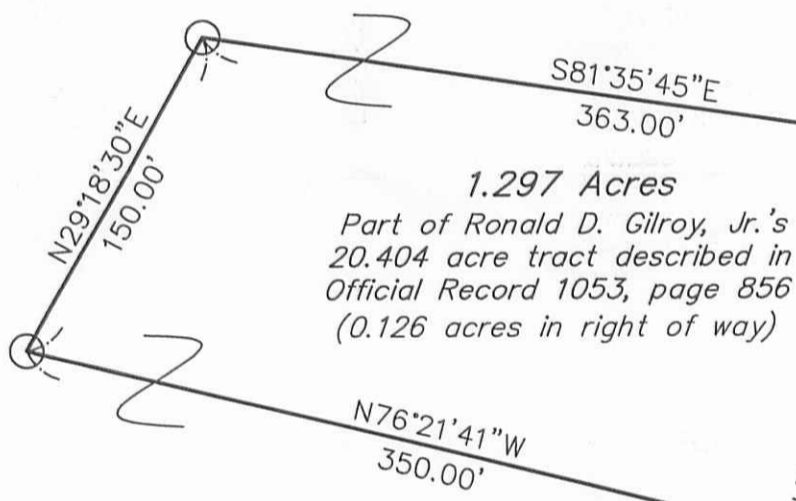 S81°35'45"E
363.00'
N29°18'30"E
150.00'
1.297 Acres
Part of Ronald D. Gilroy, Jr.'s
20.404 acre tract described in
Official Record 1053, page 856
(0.126 acres in right of way)
N76°21'41"W
350.00'